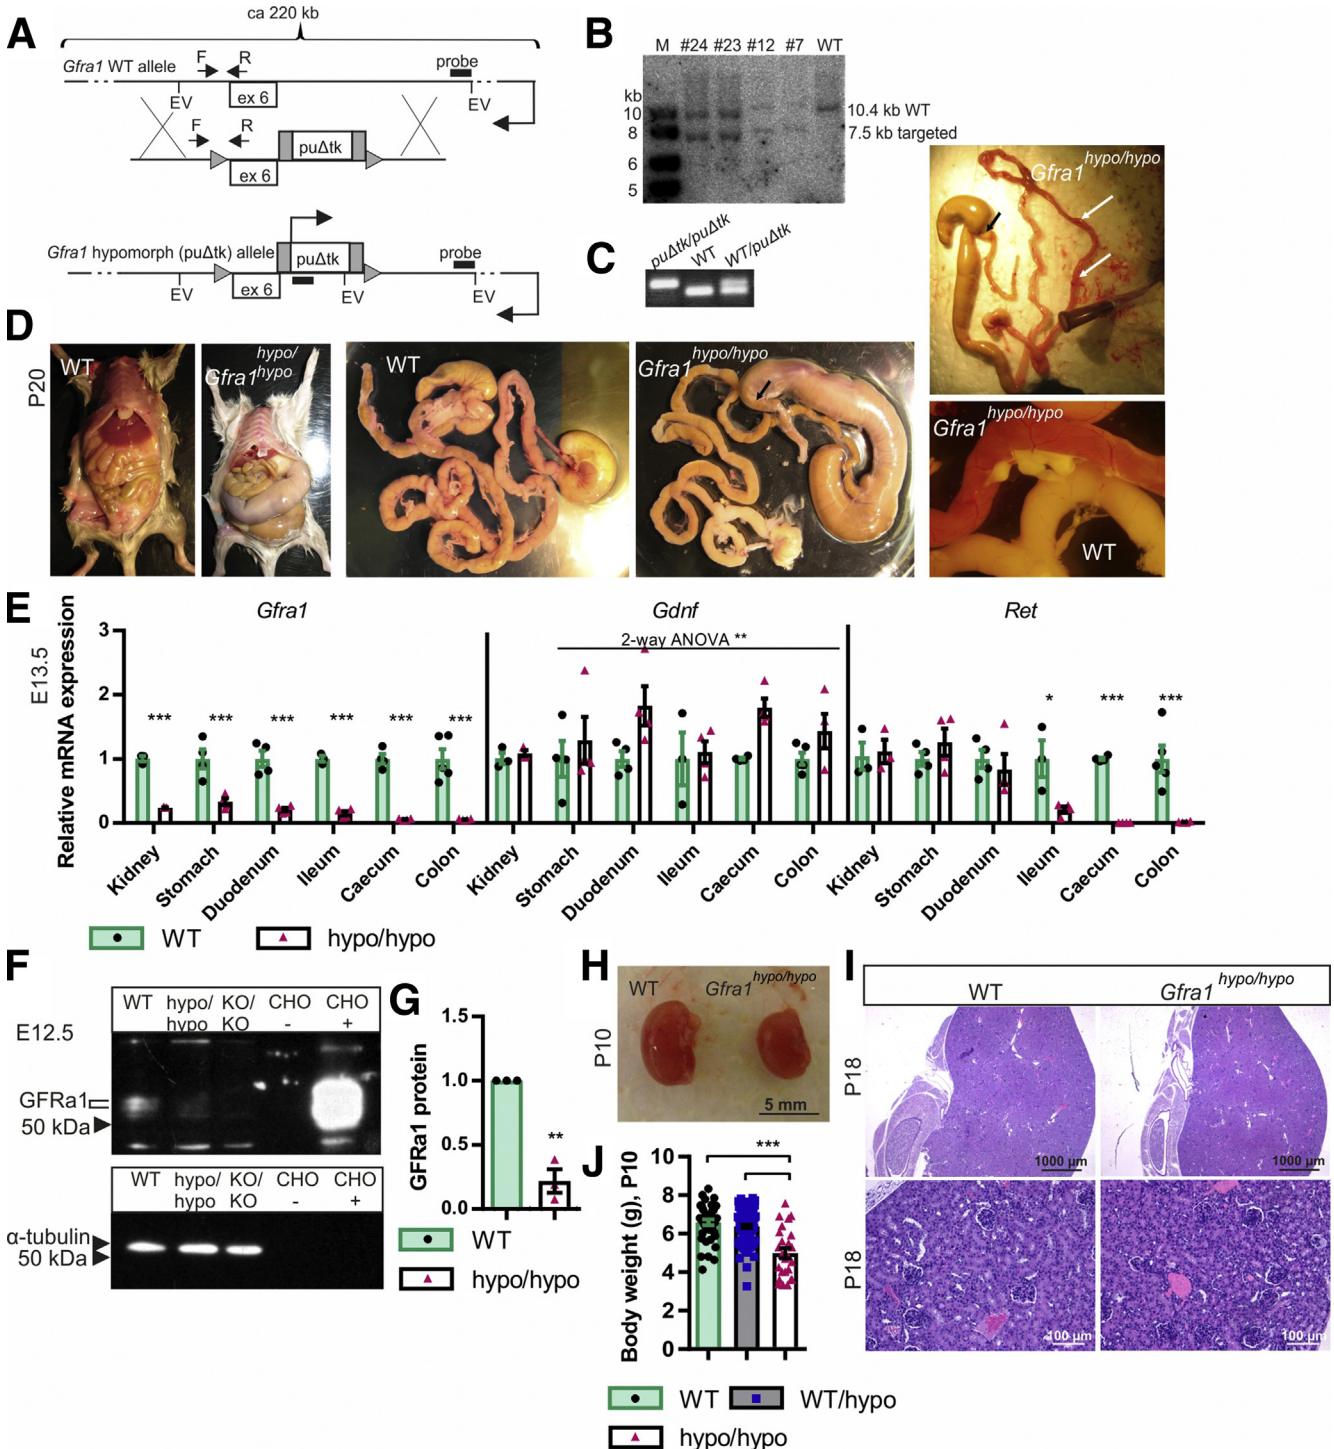 A
ca 220 kb
Gfra1 WT allele
F
R
probe
EV
ex 6
EV
F
R
puΔtk
ex 6
Gfra1 hypomorph (puΔtk) allele
puΔtk
probe
EV
ex 6
EV
EV
B
M #24 #23 #12 #7 WT
kb
10
8
6
5
10.4 kb WT
7.5 kb targeted
C
puΔtk/puΔtk
WT
WT/puΔtk
D
P20
WT
Gfra1 hypo/hypo
WT
Gfra1 hypo/hypo
Gfra1 hypo/hypo
Gfra1 hypo/hypo
WT
E
E13.5
Gfra1
Gdnf
Ret
2-way ANOVA **
Relative mRNA expression
3
2
1
0
*** *** *** *** *** ***
* *** ***
Kidney Stomach Duodenum Ileum Caecum Colon
Kidney Stomach Duodenum Ileum Caecum Colon
Kidney Stomach Duodenum Ileum Caecum Colon
WT
hypo/hypo
F
WT hypo/hypo KO/KO CHO - CHO +
E12.5
GFRa1
50 kDa
WT hypo/hypo KO/KO CHO - CHO +
α-tubulin
50 kDa
G
GFRa1 protein
1.5
1.0
0.5
0.0
**
WT
hypo/hypo
H
P10
WT
Gfra1 hypo/hypo
5 mm
I
WT
Gfra1 hypo/hypo
P18
1000 µm
1000 µm
P18
100 µm
100 µm
J
Body weight (g), P10
10
8
6
4
2
0
***
WT
WT/hypo
hypo/hypo